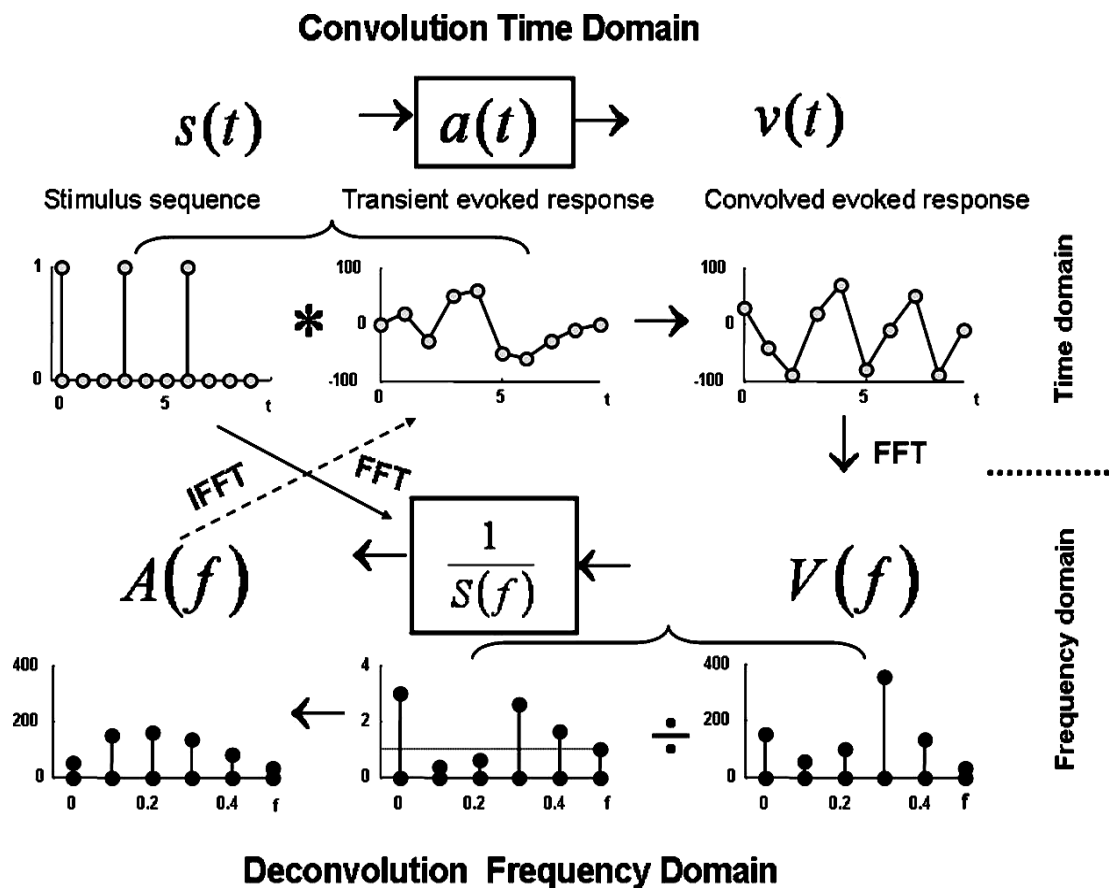 Convolution Time Domain
s(t) → a(t) → v(t)
Stimulus sequence Transient evoked response Convolved evoked response
1
0
0 5 t
*
100
0
-100
0 5 t
100
0
-100
0 5 t
Time domain
IFFT
FFT
FFT
A(f) ← 1/S(f) ← V(f)
400
200
0
0 0.2 0.4 f
4
2
0
0 0.2 0.4 f
÷
400
200
0
0 0.2 0.4 f
Frequency domain
Deconvolution Frequency Domain